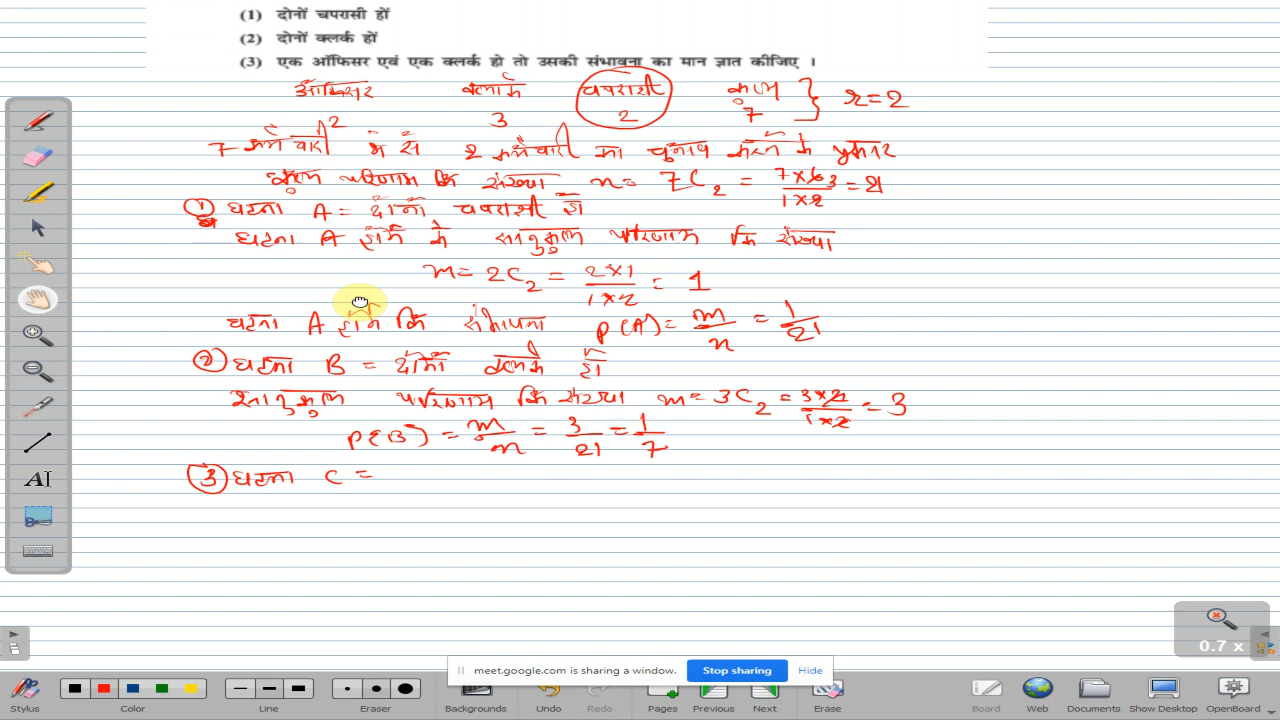 (1) दोनों चपरासी हों
(2) दोनों क्लर्क हों
(3) एक ऑफिसर एवं एक क्लर्क हो तो उसकी संभावना का मान ज्ञात कीजिए ।
ऑफिसर क्लार्क चपरासी कुल
2 3 2 7 } r = 2
7 कर्मचारी में से 2 कर्मचारी का चुनाव करने के प्रकार
कुल परिणाम कि संख्या n = 7C2 = 7×6 3 / 1×2 = 21
(1) घटना A = दोनों चपरासी हो
घटना A होने के सानुकुल परिणाम कि संख्या
m = 2C2 = 2×1 / 1×2 = 1
घटना A होने कि संभावना P(A) = m/n = 1/21
(2) घटना B = दोनों क्लर्क हो
सानुकुल परिणाम कि संख्या m = 3C2 = 3×2 / 1×2 = 3
P(B) = m/n = 3/21 = 1/7
(3) घटना C =
0.7 x
meet.google.com is sharing a window. Stop sharing Hide
Stylus Color Line Eraser Backgrounds Undo Redo Pages Previous Next Erase Board Web Documents Show Desktop OpenBoard